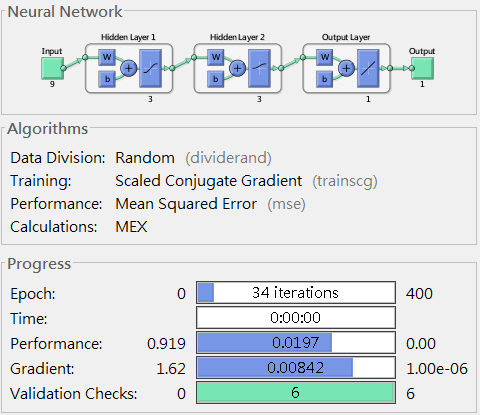 Neural Network
Hidden Layer 1 Hidden Layer 2 Output Layer
Input Output
W W W
+ + +
b b b
9 3 3 1 1
Algorithms
Data Division: Random (dividerand)
Training: Scaled Conjugate Gradient (trainscg)
Performance: Mean Squared Error (mse)
Calculations: MEX
Progress
Epoch: 0 34 iterations 400
Time: 0:00:00
Performance: 0.919 0.0197 0.00
Gradient: 1.62 0.00842 1.00e-06
Validation Checks: 0 6 6